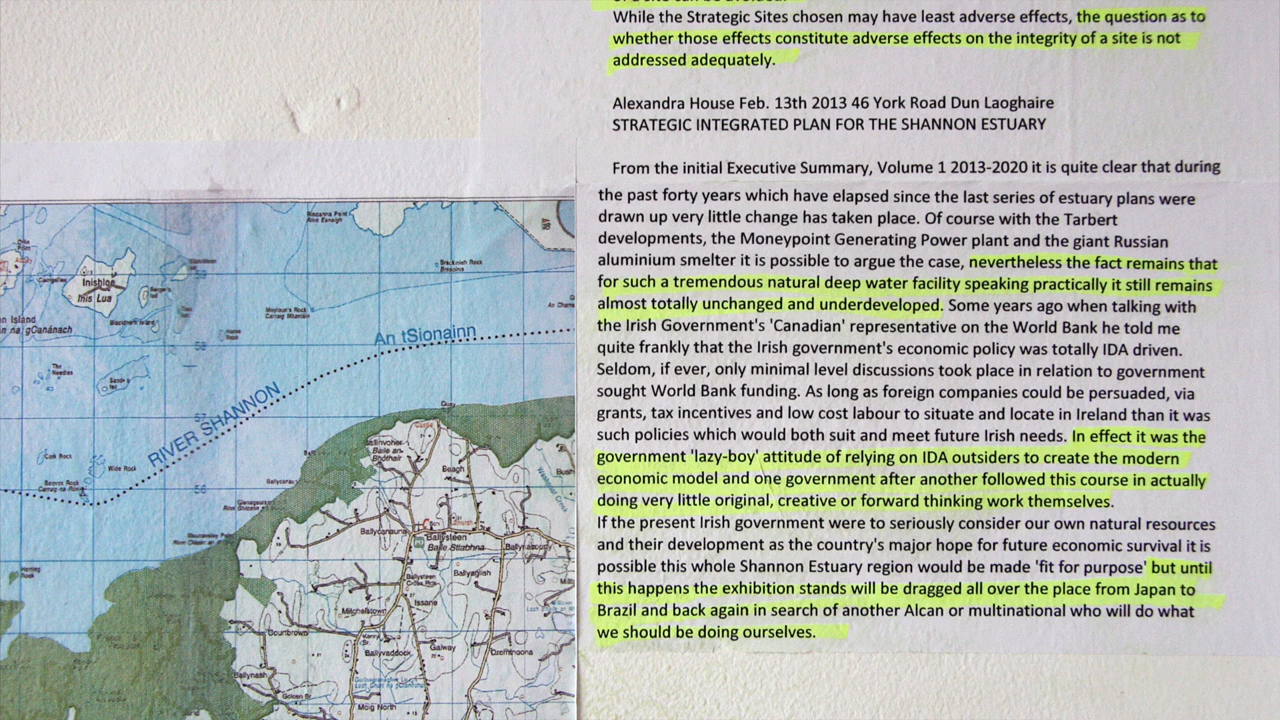 While the Strategic Sites chosen may have least adverse effects, the question as to
whether those effects constitute adverse effects on the integrity of a site is not
addressed adequately.
Alexandra House Feb. 13th 2013 46 York Road Dun Laoghaire
STRATEGIC INTEGRATED PLAN FOR THE SHANNON ESTUARY
From the initial Executive Summary, Volume 1 2013-2020 it is quite clear that during
the past forty years which have elapsed since the last series of estuary plans were
drawn up very little change has taken place. Of course with the Tarbert
developments, the Moneypoint Generating Power plant and the giant Russian
aluminium smelter it is possible to argue the case, nevertheless the fact remains that
for such a tremendous natural deep water facility speaking practically it still remains
almost totally unchanged and underdeveloped. Some years ago when talking with
the Irish Government's 'Canadian' representative on the World Bank he told me
quite frankly that the Irish government's economic policy was totally IDA driven.
Seldom, if ever, only minimal level discussions took place in relation to government
sought World Bank funding. As long as foreign companies could be persuaded, via
grants, tax incentives and low cost labour to situate and locate in Ireland than it was
such policies which would both suit and meet future Irish needs. In effect it was the
government 'lazy-boy' attitude of relying on IDA outsiders to create the modern
economic model and one government after another followed this course in actually
doing very little original, creative or forward thinking work themselves.
If the present Irish government were to seriously consider our own natural resources
and their development as the country's major hope for future economic survival it is
possible this whole Shannon Estuary region would be made 'fit for purpose' but until
this happens the exhibition stands will be dragged all over the place from Japan to
Brazil and back again in search of another Alcan or multinational who will do what
we should be doing ourselves.
An tSionainn
RIVER SHANNON
Inis Lua
Wide Rock
Beagh
Ballycanauna
Ballysteen
Baile Stiabhna
Ballyaglish
Ballysteen
Issane
Mitchelstown
Courtbrown
Ballyvaddock
Galway
Ballynash
Moig North